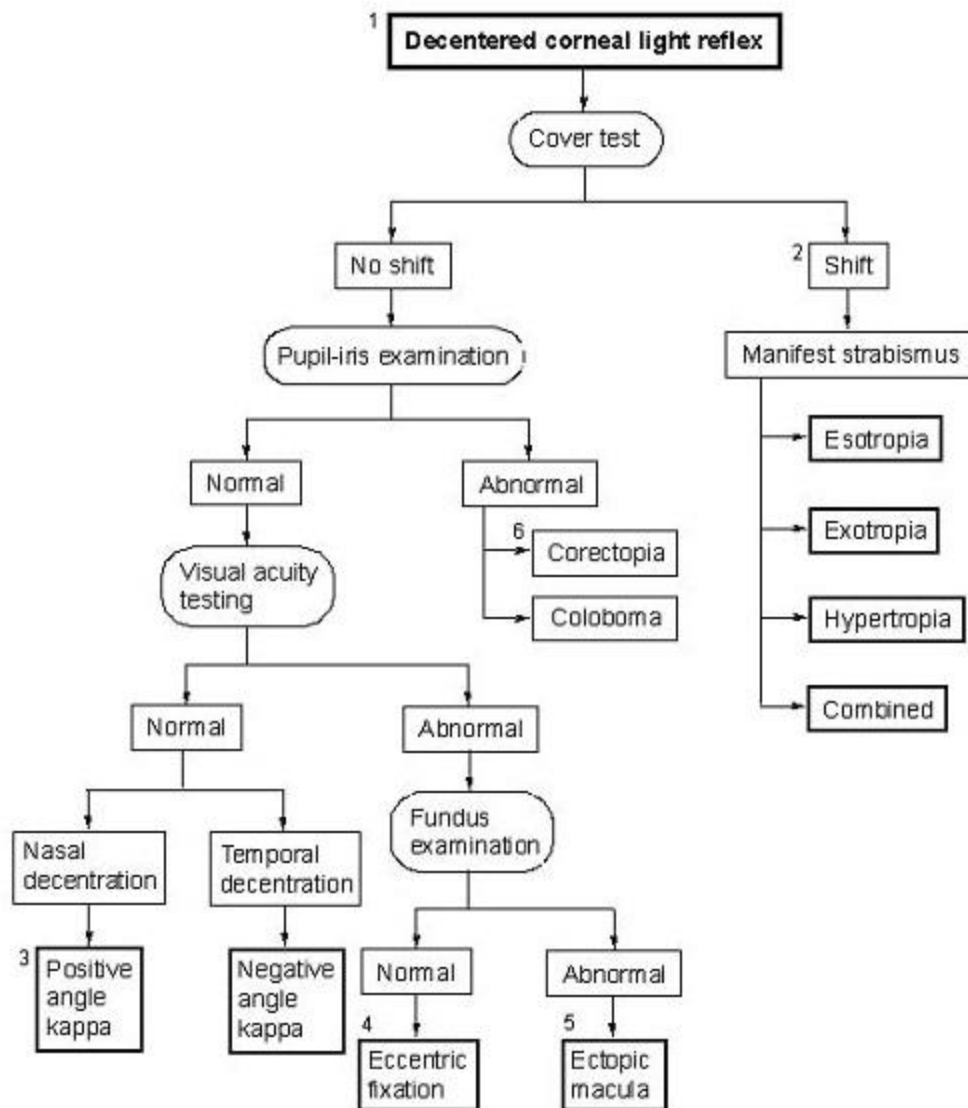 1
Decentered corneal light reflex
Cover test
No shift
2
Shift
Pupil-iris examination
Manifest strabismus
Normal
Abnormal
Esotropia
6
Corectopia
Exotropia
Visual acuity
testing
Coloboma
Hypertropia
Normal
Abnormal
Combined
Nasal
decentration
Temporal
decentration
Fundus
examination
3
Positive
angle
kappa
Negative
angle
kappa
Normal
Abnormal
4
Eccentric
fixation
5
Ectopic
macula